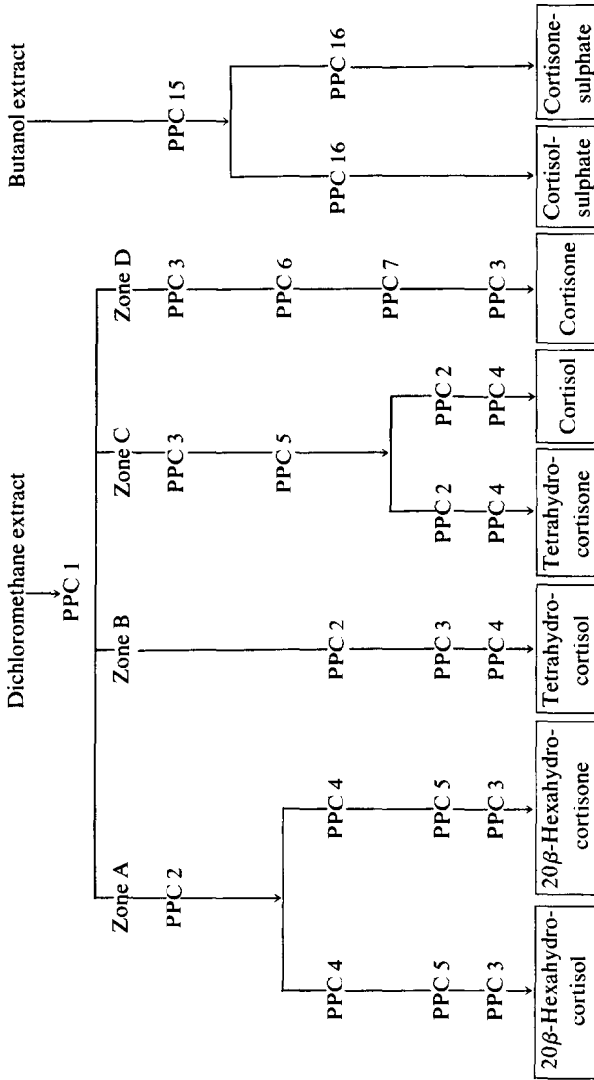 Dichloromethane extract
Butanol extract
PPC 1
Zone A
Zone B
Zone C
Zone D
PPC 2
PPC 3
PPC 3
PPC 15
PPC 5
PPC 6
PPC 4
PPC 4
PPC 2
PPC 16
PPC 16
PPC 7
PPC 5
PPC 5
PPC 3
PPC 2
PPC 2
PPC 3
PPC 3
PPC 4
PPC 4
PPC 4
PPC 3
20β-Hexahydro-
cortisol
20β-Hexahydro-
cortisone
Tetrahydro-
cortisol
Tetrahydro-
cortisone
Cortisol
Cortisone
Cortisol-
sulphate
Cortisone-
sulphate